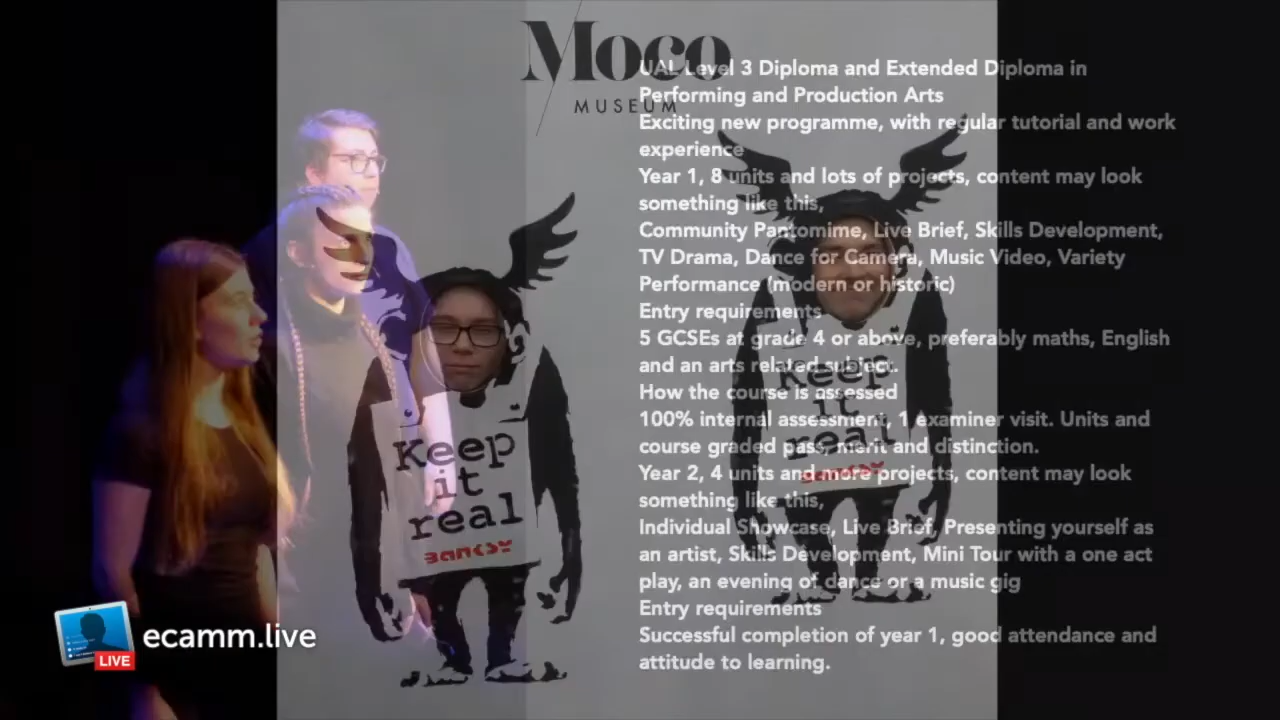 Moco
MUSEUM
UAL Level 3 Diploma and Extended Diploma in
Performing and Production Arts
Exciting new programme, with regular tutorial and work
experience
Year 1, 8 units and lots of projects, content may look
something like this,
Community Pantomime, Live Brief, Skills Development,
TV Drama, Dance for Camera, Music Video, Variety
Performance (modern or historic)
Entry requirements
5 GCSEs at grade 4 or above, preferably maths, English
and an arts related subject.
How the course is assessed
100% internal assessment, 1 examiner visit. Units and
course graded pass, merit and distinction.
Year 2, 4 units and more projects, content may look
something like this,
Individual Showcase, Live Brief, Presenting yourself as
an artist, Skills Development, Mini Tour with a one act
play, an evening of dance or a music gig
Entry requirements
Successful completion of year 1, good attendance and
attitude to learning.
Keep
it
real
BANKSY
Keep
it
real
BANKSY
LIVE
ecamm.live